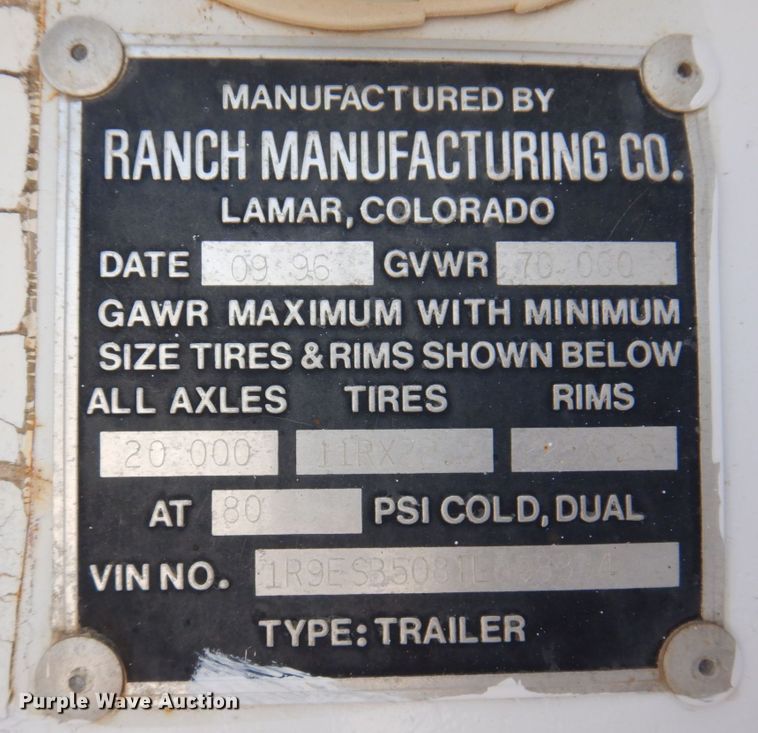 MANUFACTURED BY
RANCH MANUFACTURING CO.
LAMAR, COLORADO
DATE 09 96 GVWR 70 000
GAWR MAXIMUM WITH MINIMUM
SIZE TIRES & RIMS SHOWN BELOW
ALL AXLES TIRES RIMS
20 000
AT 80 PSI COLD, DUAL
VIN NO.
TYPE: TRAILER
Purple Wave Auction